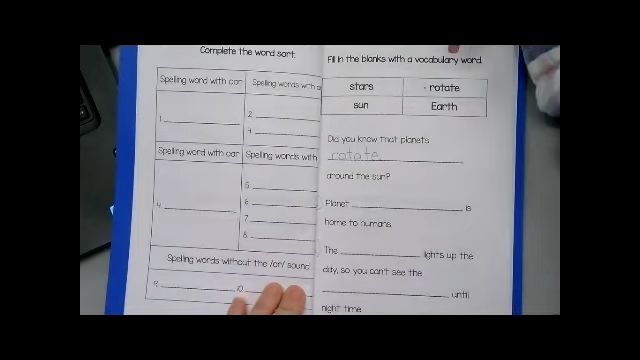 Complete the word sort.
Spelling word with car
Spelling words with
1.
2.
4.
Spelling word with oar
Spelling words with
4.
5.
6.
7.
8.
Spelling words without the /or/ sound
9.
10.
Fill in the blanks with a vocabulary word.
stars
rotate
sun
Earth
Did you know that planets
rotate
around the sun?
Planet is
home to humans.
The lights up the
day, so you can't see the
until
night time